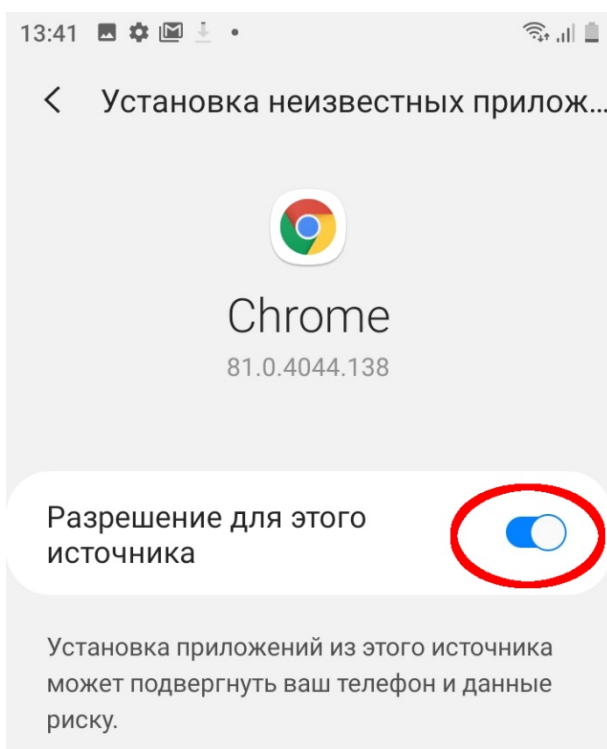 13:41
Установка неизвестных прилож...
Chrome
81.0.4044.138
Разрешение для этого
источника
Установка приложений из этого источника
может подвергнуть ваш телефон и данные
риску.